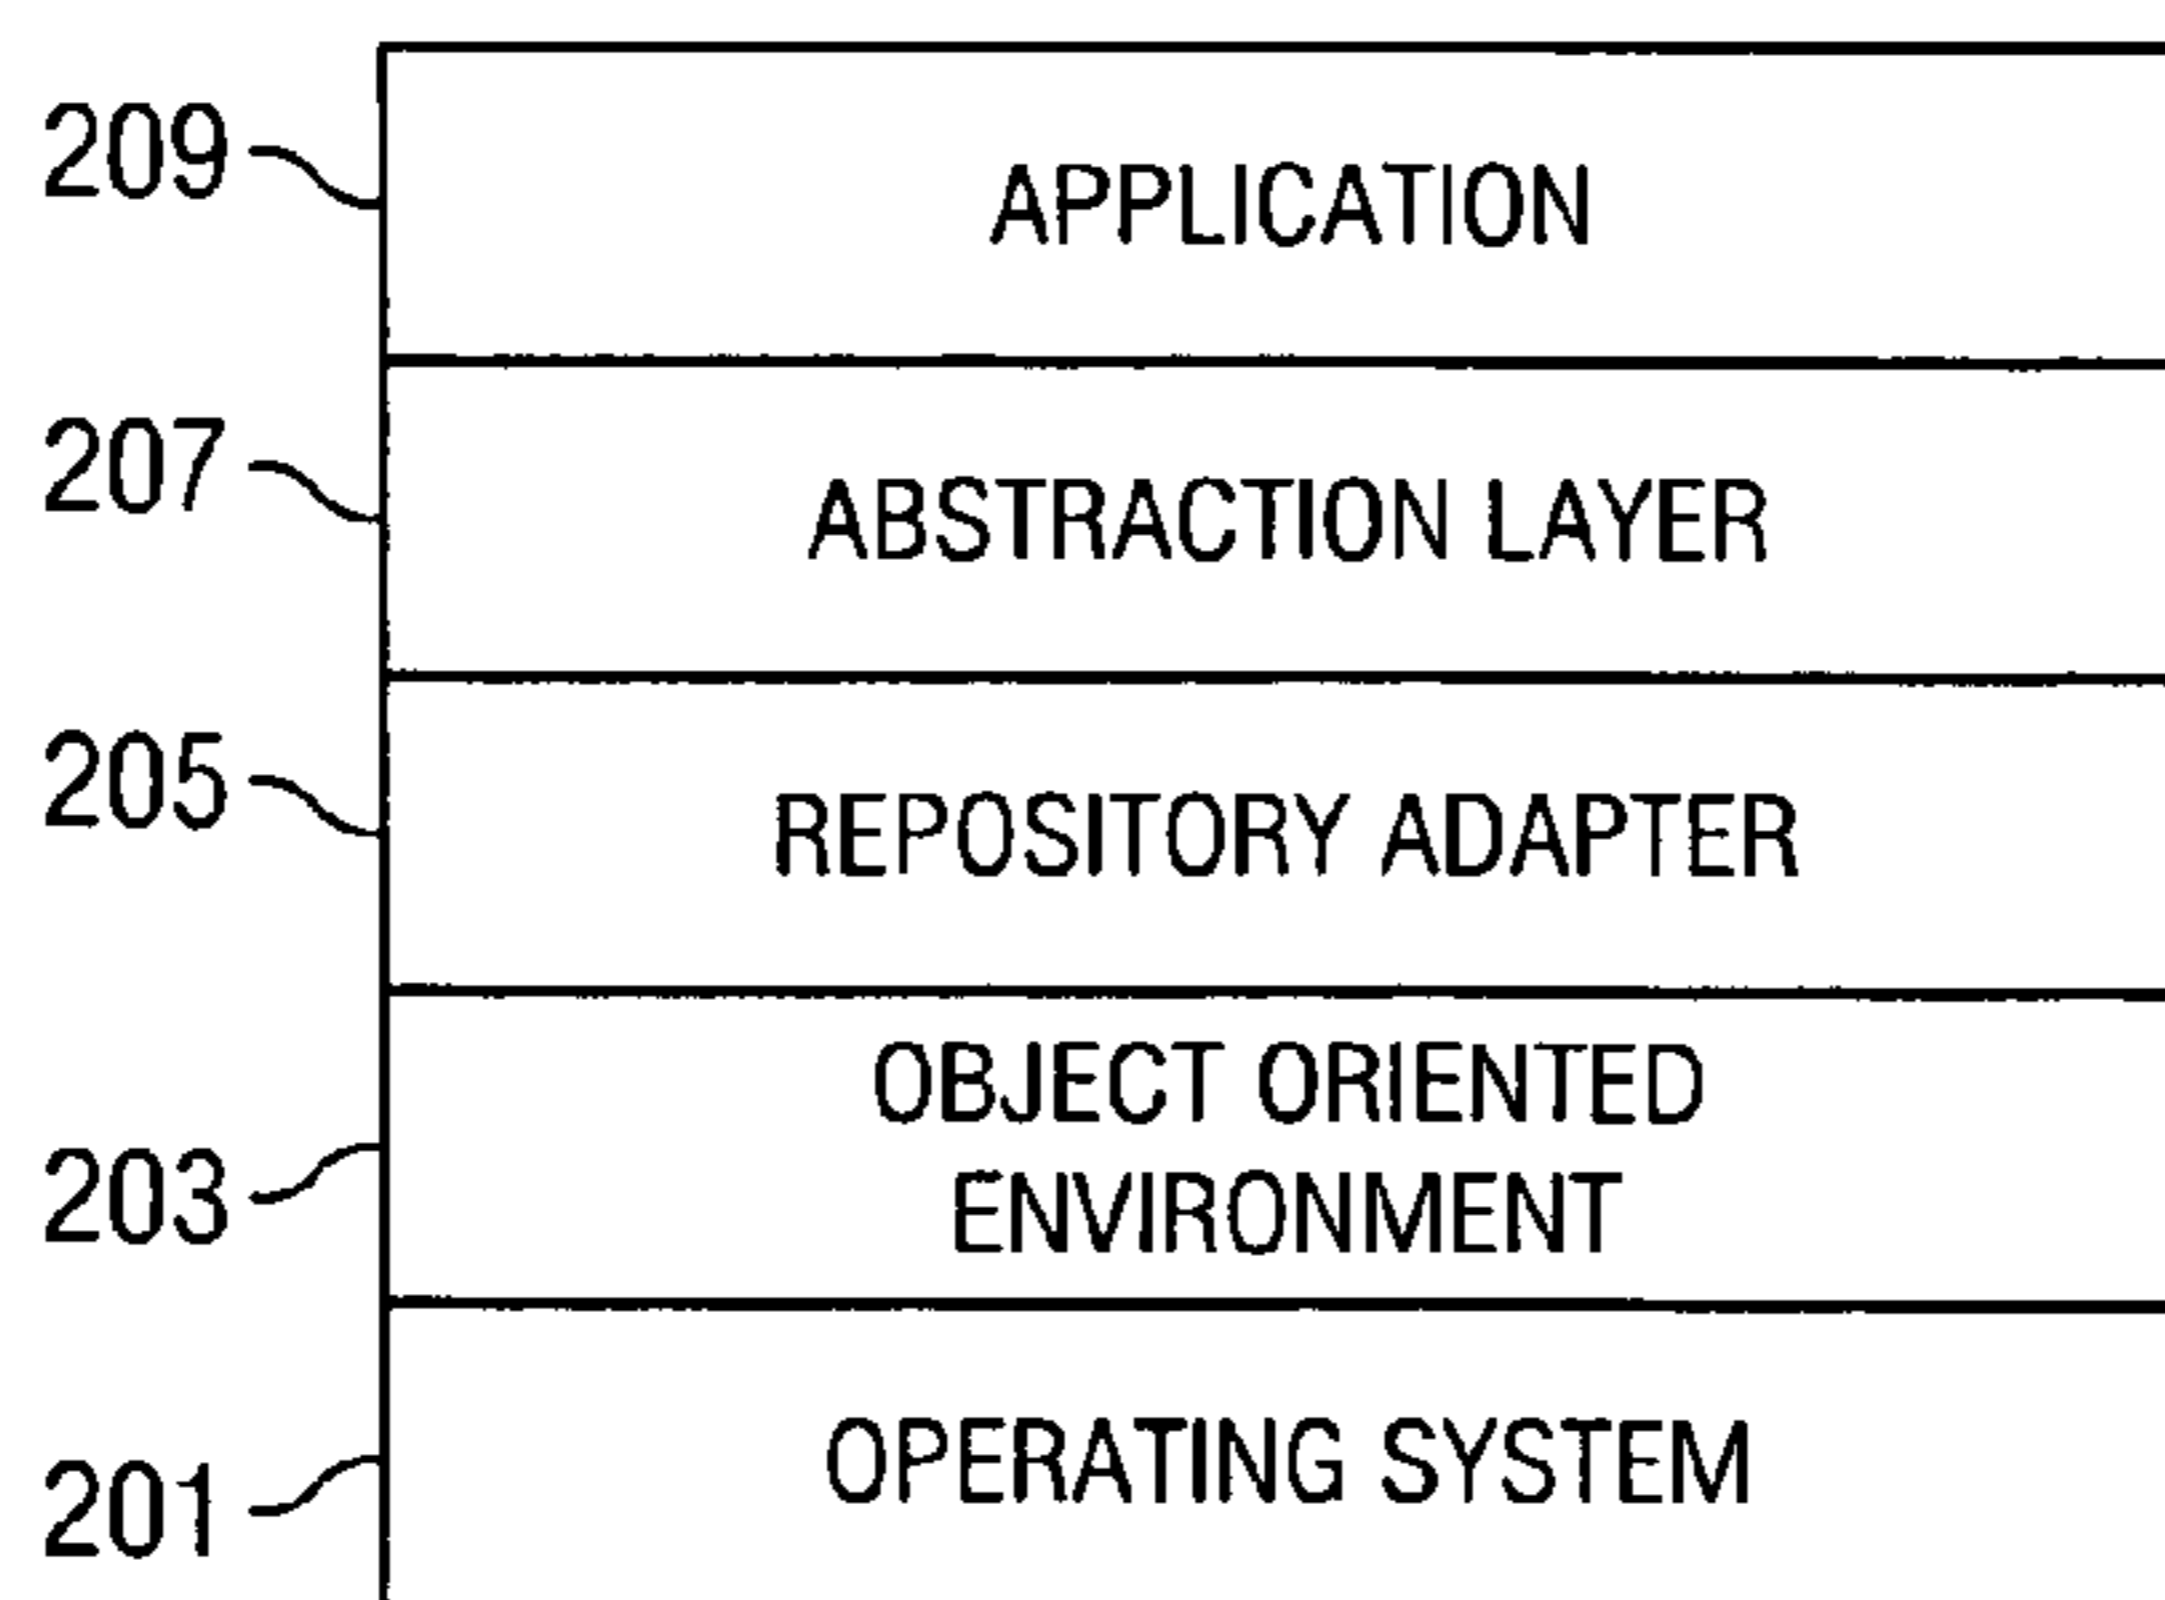 209
APPLICATION
207
ABSTRACTION LAYER
205
REPOSITORY ADAPTER
OBJECT ORIENTED
203
ENVIRONMENT
OPERATING SYSTEM
201